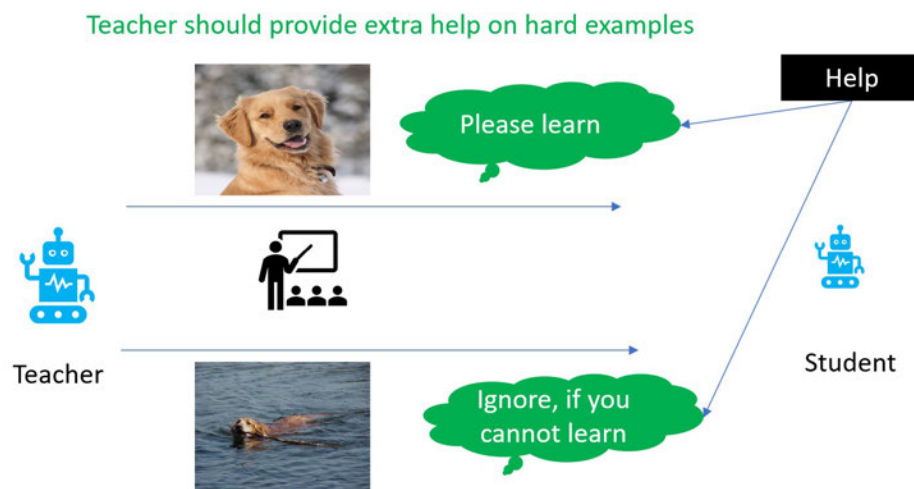 Teacher should provide extra help on hard examples
Help
Please learn
Teacher
Student
Ignore, if you
cannot learn